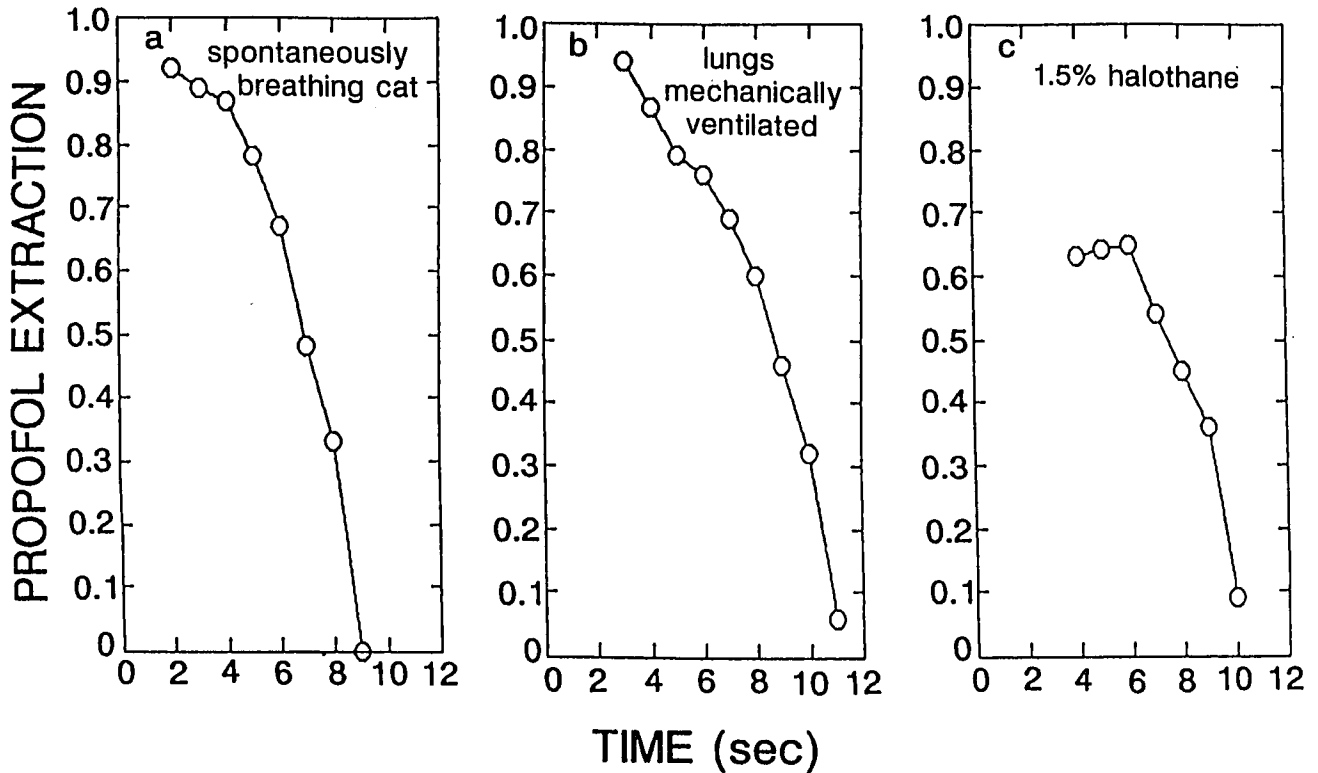 PROPOFOL EXTRACTION
a
spontaneously
breathing cat
1.0
0.9
0.8
0.7
0.6
0.5
0.4
0.3
0.2
0.1
0
0 2 4 6 8 10 12
b
lungs
mechanically
ventilated
1.0
0.9
0.8
0.7
0.6
0.5
0.4
0.3
0.2
0.1
0
0 2 4 6 8 10 12
c
1.5% halothane
1.0
0.9
0.8
0.7
0.6
0.5
0.4
0.3
0.2
0.1
0
0 2 4 6 8 10 12
TIME (sec)